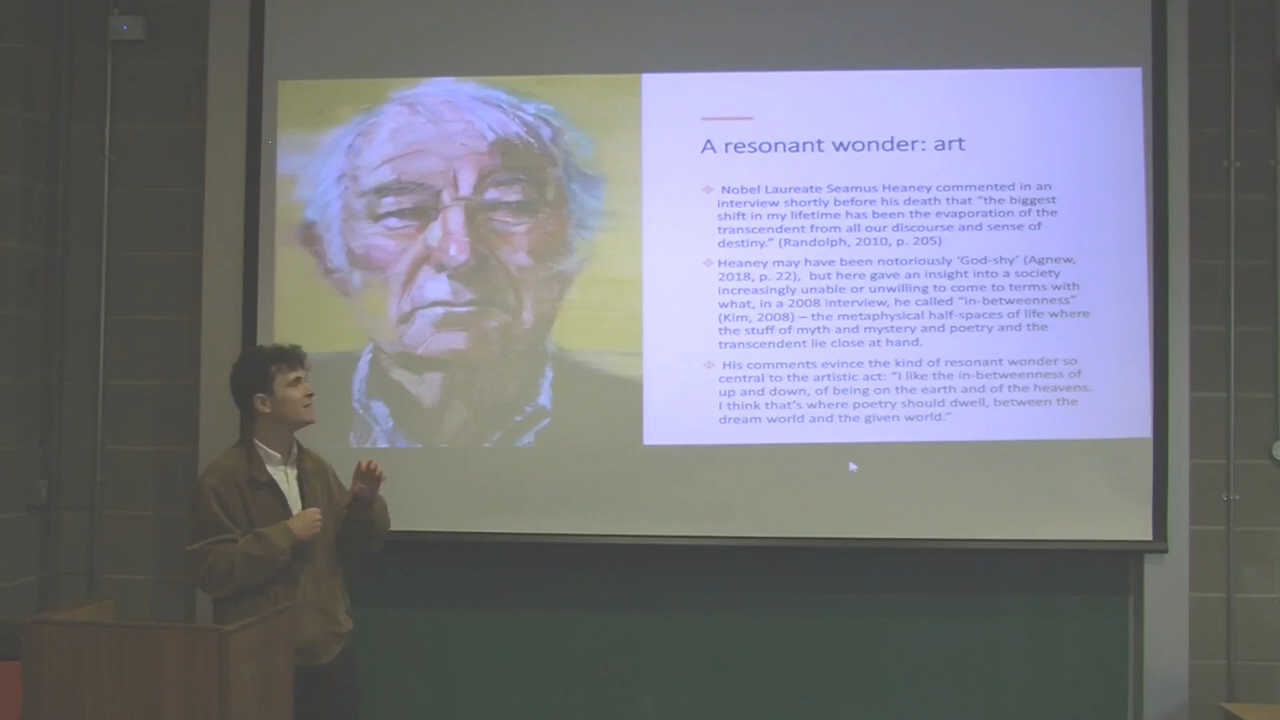 A resonant wonder: art
Nobel Laureate Seamus Heaney commented in an
interview shortly before his death that “the biggest
shift in my lifetime has been the evaporation of the
transcendent from all our discourse and sense of
destiny.” (Randolph, 2010, p. 205)
Heaney may have been notoriously ‘God-shy’ (Agnew,
2018, p. 22), but here gave an insight into a society
increasingly unable or unwilling to come to terms with
what, in a 2008 interview, he called “in-betweenness”
(Kim, 2008) – the metaphysical half-spaces of life where
the stuff of myth and mystery and poetry and the
transcendent lie close at hand.
His comments evince the kind of resonant wonder so
central to the artistic act: “I like the in-betweenness of
up and down, of being on the earth and of the heavens.
I think that’s where poetry should dwell, between the
dream world and the given world.”